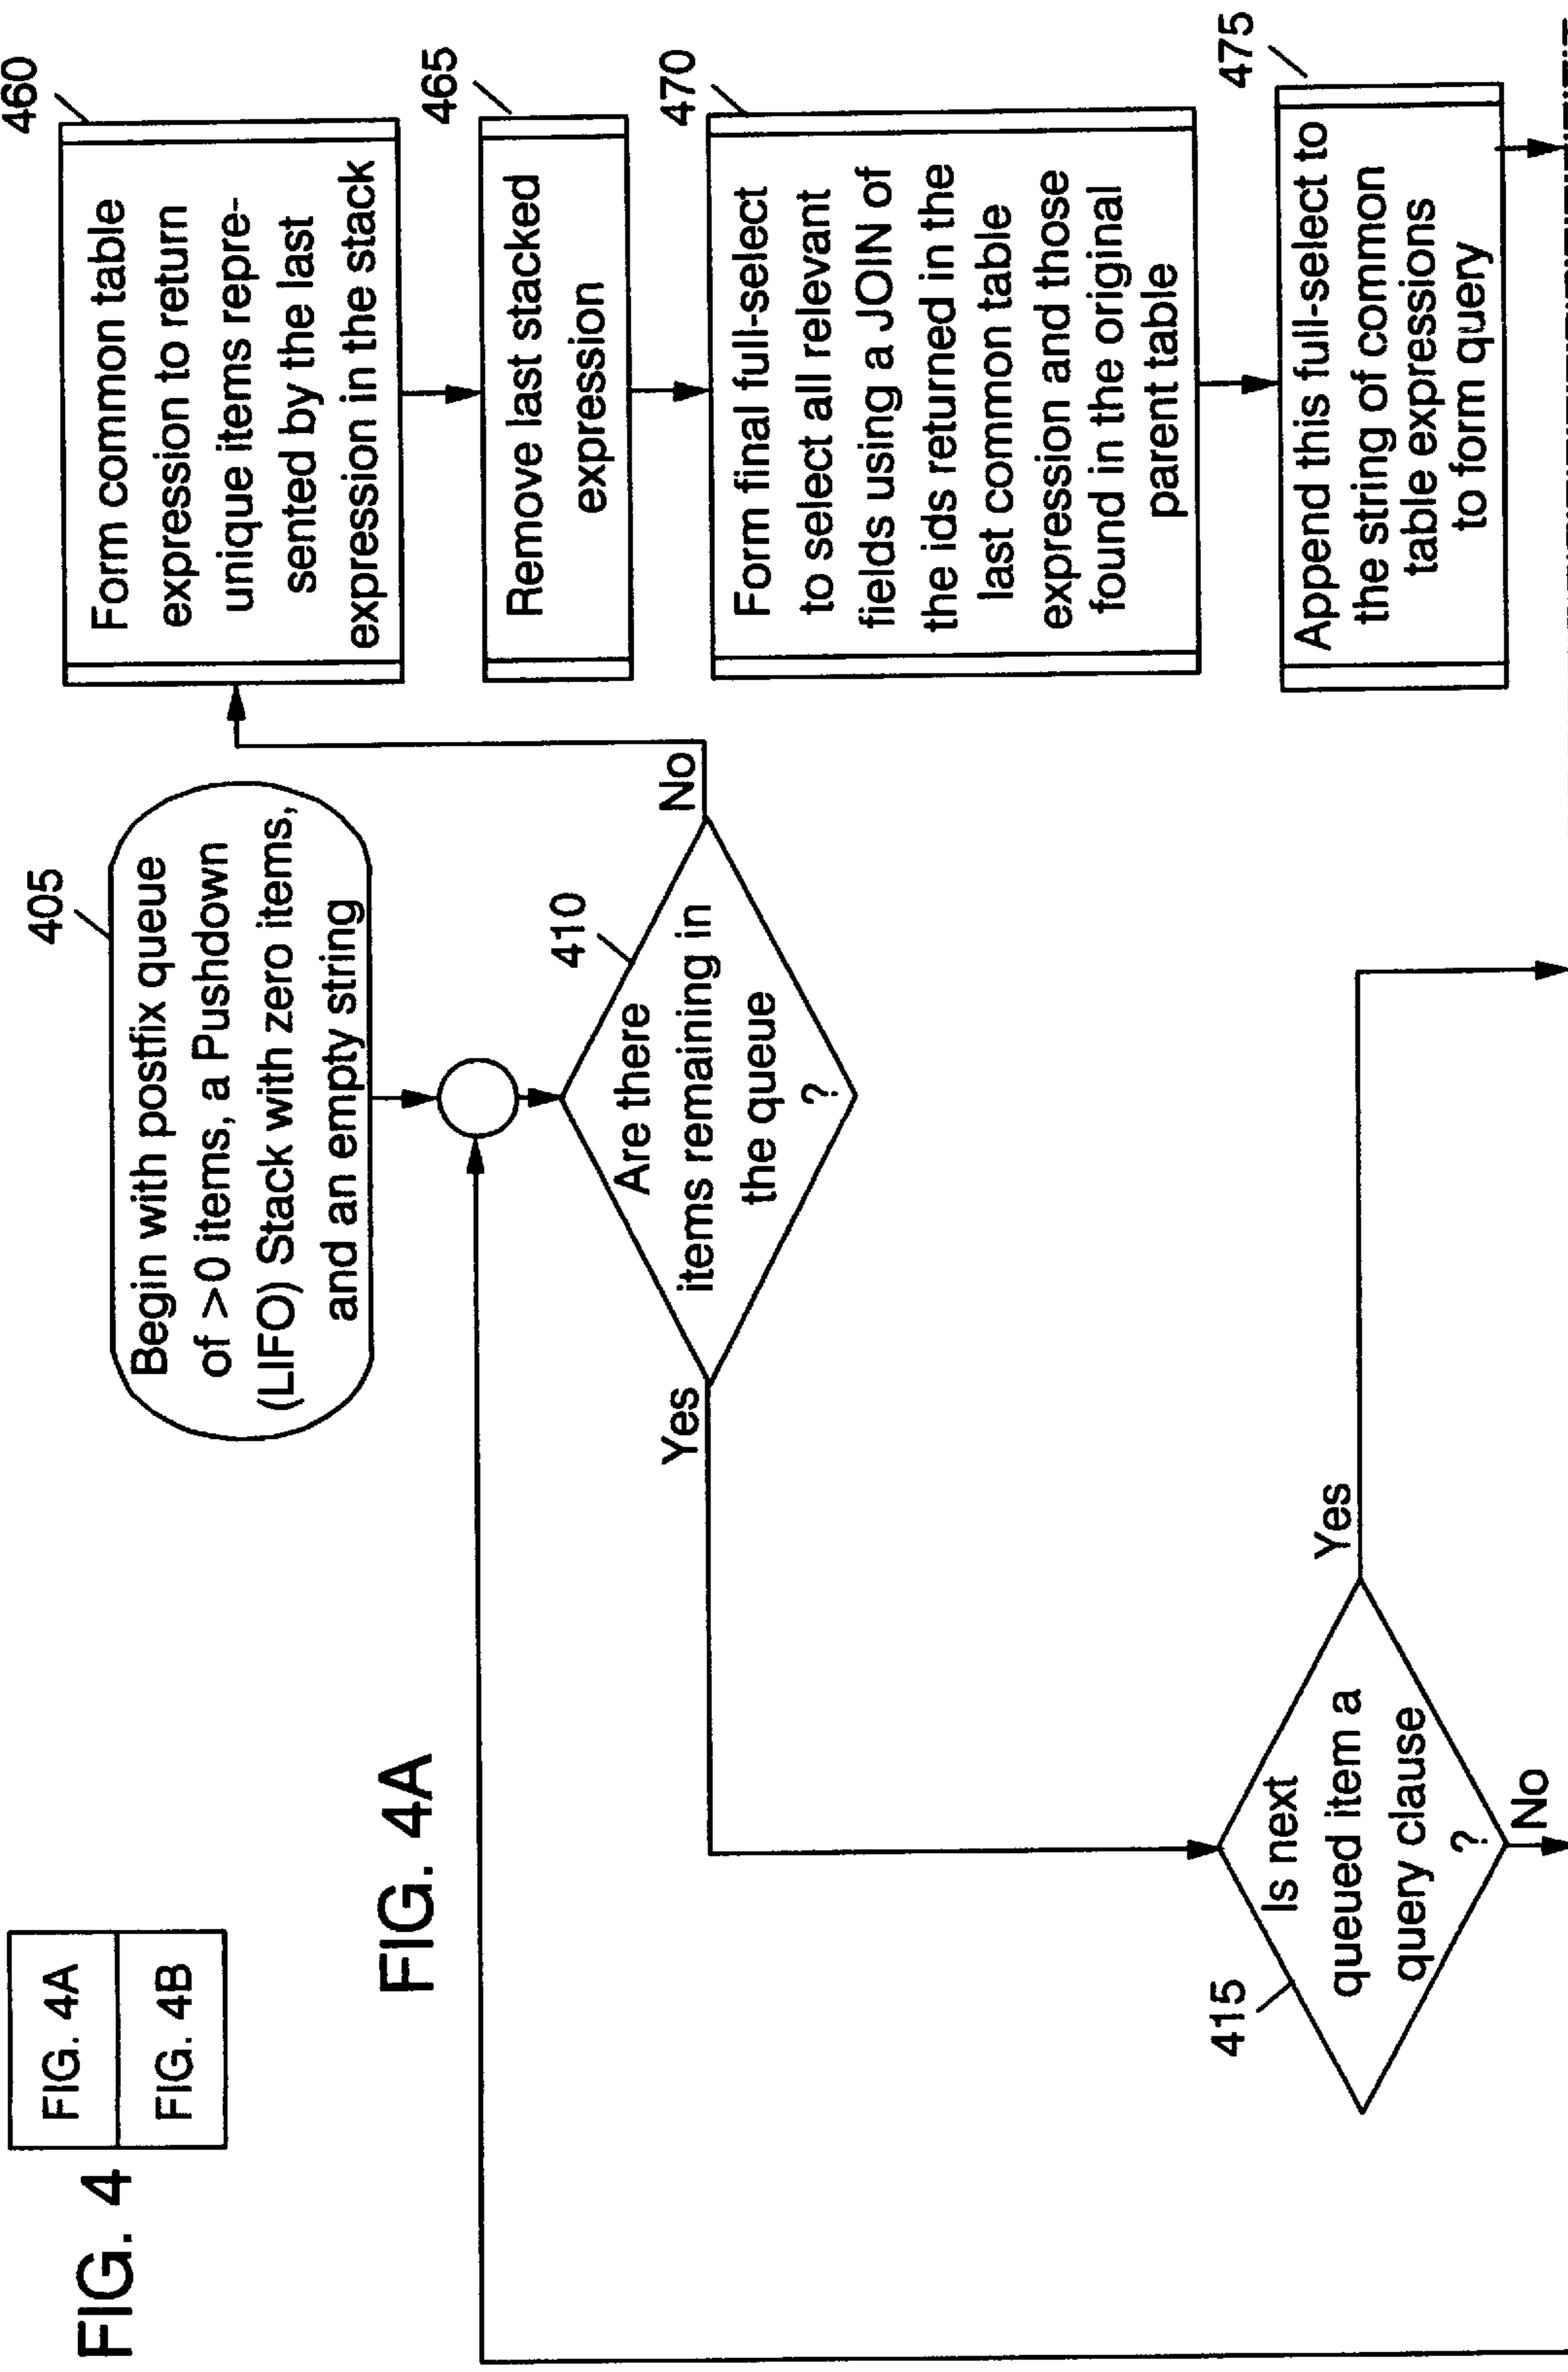 FIG. 4
FIG. 4A
FIG. 4B
FIG. 4A
405
Begin with postfix queue
of >0 items, a Pushdown
(LIFO) Stack with zero items,
and an empty string
410
Are there
items remaining in
the queue
?
Yes
No
415
Is next
queued item a
query clause
?
Yes
No
460
Form common table
expression to return
unique items repre-
sented by the last
expression in the stack
465
Remove last stacked
expression
470
Form final full-select
to select all relevant
fields using a JOIN of
the ids returned in the
last common table
expression and those
found in the original
parent table
475
Append this full-select to
the string of common
table expressions
to form query